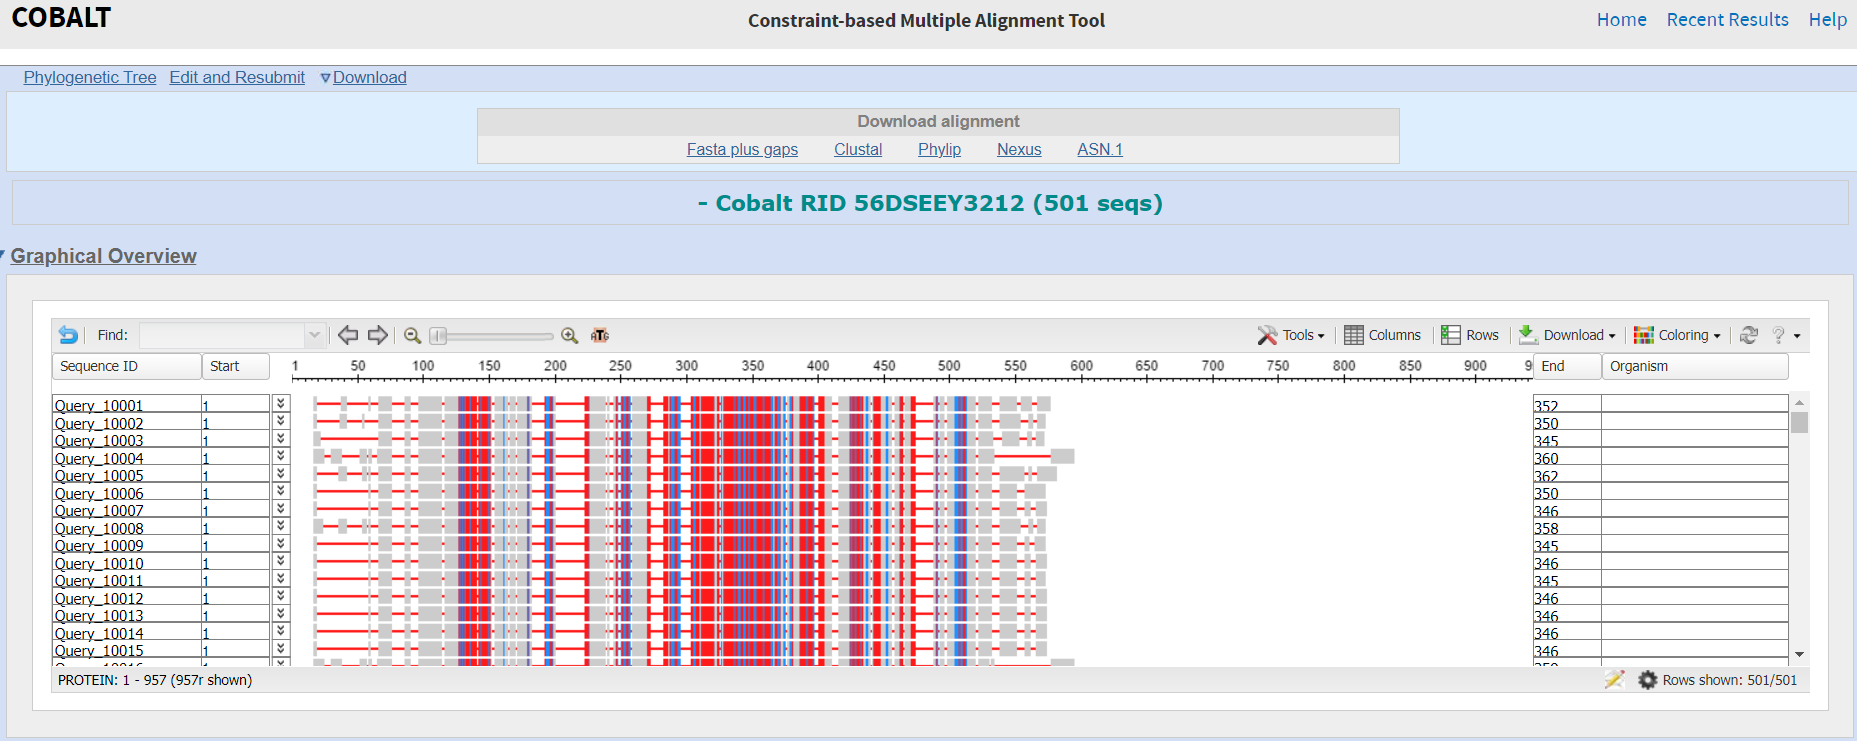 COBALT Constraint-based Multiple Alignment Tool Home Recent Results Help
Phylogenetic Tree Edit and Resubmit Download
Download alignment
Fasta plus gaps Clustal Phylip Nexus ASN.1
- Cobalt RID 56DSEEY3212 (501 seqs)
Graphical Overview
Find: ATG Tools Columns Rows Download Coloring ?
Sequence ID Start 1 50 100 150 200 250 300 350 400 450 500 550 600 650 700 750 800 850 900 End Organism
Query_10001 1 352
Query_10002 1 350
Query_10003 1 345
Query_10004 1 360
Query_10005 1 362
Query_10006 1 350
Query_10007 1 346
Query_10008 1 358
Query_10009 1 345
Query_10010 1 346
Query_10011 1 345
Query_10012 1 346
Query_10013 1 346
Query_10014 1 346
Query_10015 1 346
PROTEIN: 1 - 957 (957r shown) Rows shown: 501/501